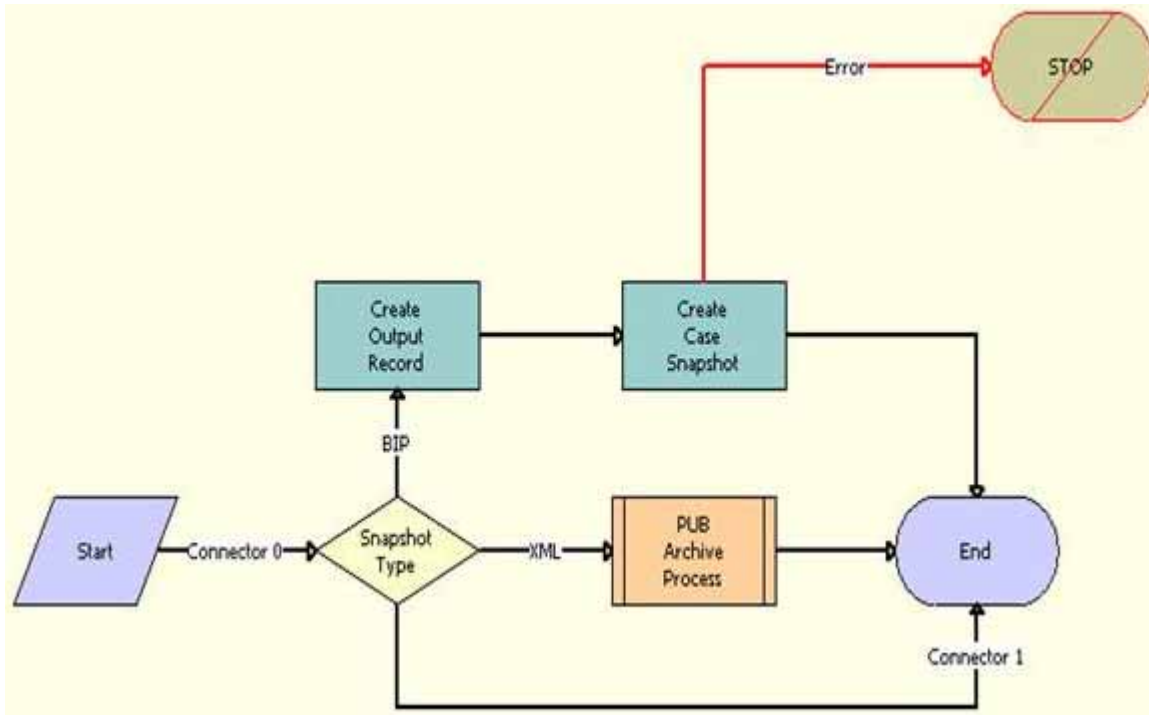 Error
STOP
Create
Output
Record
Create
Case
Snapshot
BIP
Start
Connector 0
Snapshot
Type
XML
PUB
Archive
Process
End
Connector 1